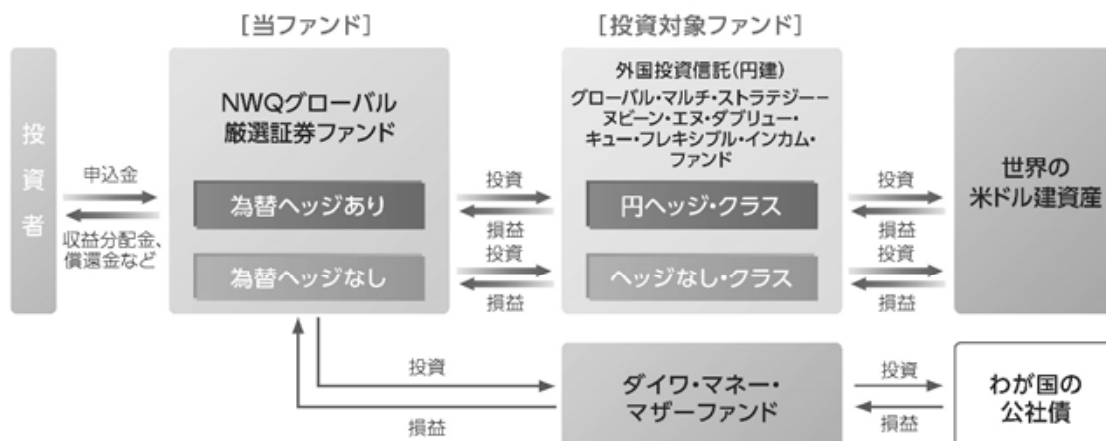 [当ファンド]
[投資対象ファンド]
投資者
申込金
収益分配金、
償還金など
NWQグローバル
厳選証券ファンド
為替ヘッジあり
為替ヘッジなし
投資
損益
投資
損益
外国投資信託(円建)
グローバル・マルチ・ストラテジー－
ヌビーン・エヌ・ダブリュー・
キュー・フレキシブル・インカム・
ファンド
円ヘッジ・クラス
ヘッジなし・クラス
投資
損益
投資
損益
世界の
米ドル建資産
投資
損益
ダイワ・マネー・
マザーファンド
投資
損益
わが国の
公社債